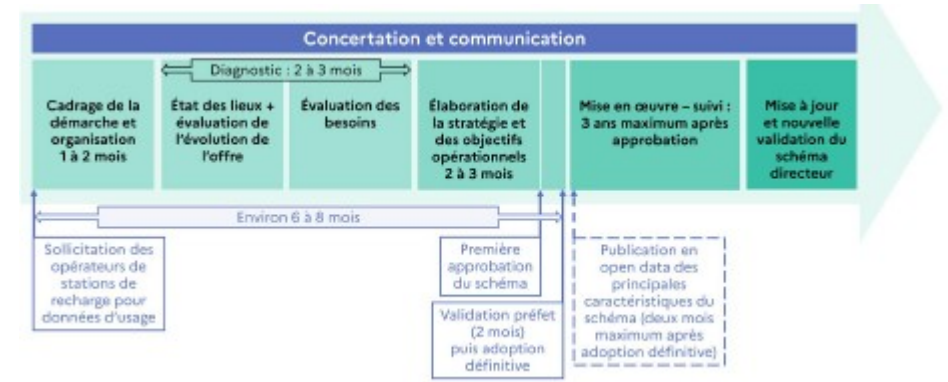 Concertation et communication
Diagnostic : 2 à 3 mois
Cadrage de la
démarche et
organisation
1 à 2 mois
État des lieux +
évaluation de
l'évolution de
l'offre
Évaluation des
besoins
Élaboration de
la stratégie et
des objectifs
opérationnels
2 à 3 mois
Mise en œuvre – suivi :
3 ans maximum après
approbation
Mise à jour
et nouvelle
validation du
schéma
directeur
Environ 6 à 8 mois
Sollicitation des
opérateurs de
stations de
recharge pour
données d'usage
Première
approbation
du schéma
Validation préfet
(2 mois)
puis adoption
définitive
Publication en
open data des
principales
caractéristiques du
schéma (deux mois
maximum après
adoption définitive)